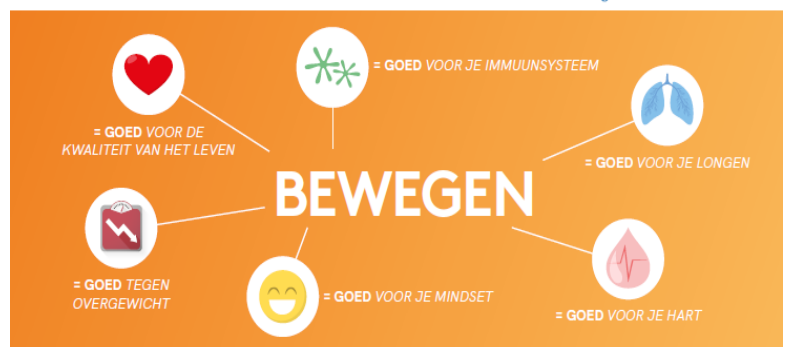 = GOED VOOR JE IMMUUNSYSTEEM
= GOED VOOR DE
KWALITEIT VAN HET LEVEN
= GOED VOOR JE LONGEN
BEWEGEN
= GOED TEGEN
OVERGEWICHT
= GOED VOOR JE MINDSET
= GOED VOOR JE HART